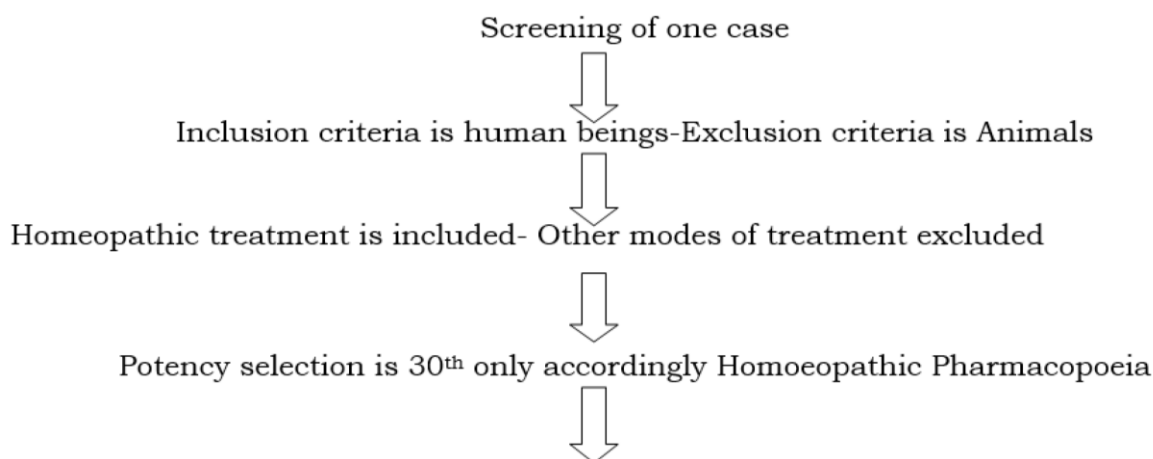 Screening of one case
Inclusion criteria is human beings-Exclusion criteria is Animals
Homeopathic treatment is included- Other modes of treatment excluded
Potency selection is 30th only accordingly Homoeopathic Pharmacopoeia